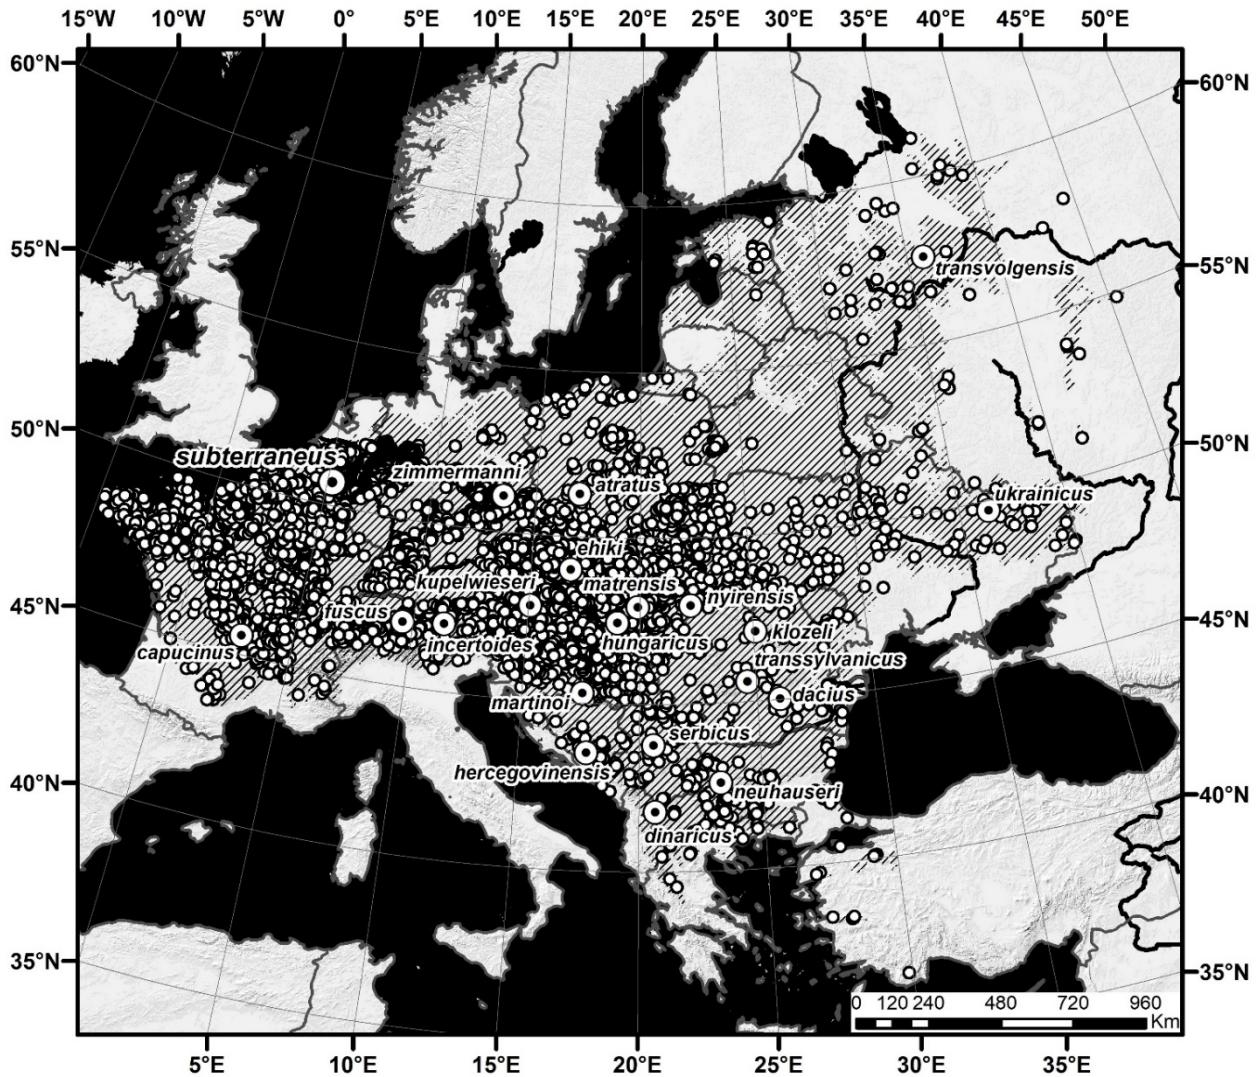 15°W 10°W 5°W 0° 5°E 10°E 15°E 20°E 25°E 30°E 35°E 40°E 45°E 50°E
60°N 60°N
55°N 55°N
transvolgensis
50°N 50°N
subterraneus
zimmermanni
atratus
ukrainicus
ehiki
kupelwieseri matrensis
nyirensis
45°N 45°N
fuscus
klozeli
capucinus incertoides hungaricus
transsylvanicus
martinoi dacius
serbicus
hercegovinensis
neuhauseri
40°N 40°N
dinaricus
35°N 35°N
0 120 240 480 720 960
Km
5°E 10°E 15°E 20°E 25°E 30°E 35°E